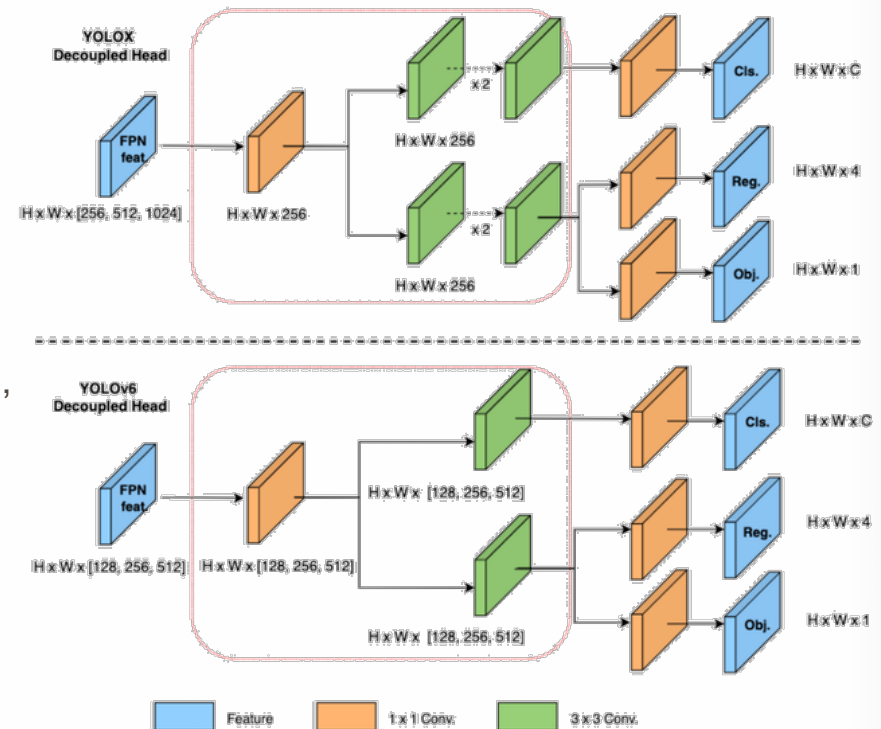 YOLOX
Decoupled Head
FPN
feat.
H x W x [256, 512, 1024]
H x W x 256
x 2
H x W x 256
x 2
H x W x 256
Cls.
H x W x C
Reg.
H x W x 4
Obj.
H x W x 1
,
YOLOv6
Decoupled Head
FPN
feat.
H x W x [128, 256, 512]
H x W x [128, 256, 512]
H x W x [128, 256, 512]
H x W x [128, 256, 512]
Cls.
H x W x C
Reg.
H x W x 4
Obj.
H x W x 1
Feature
1 x 1 Conv.
3 x 3 Conv.